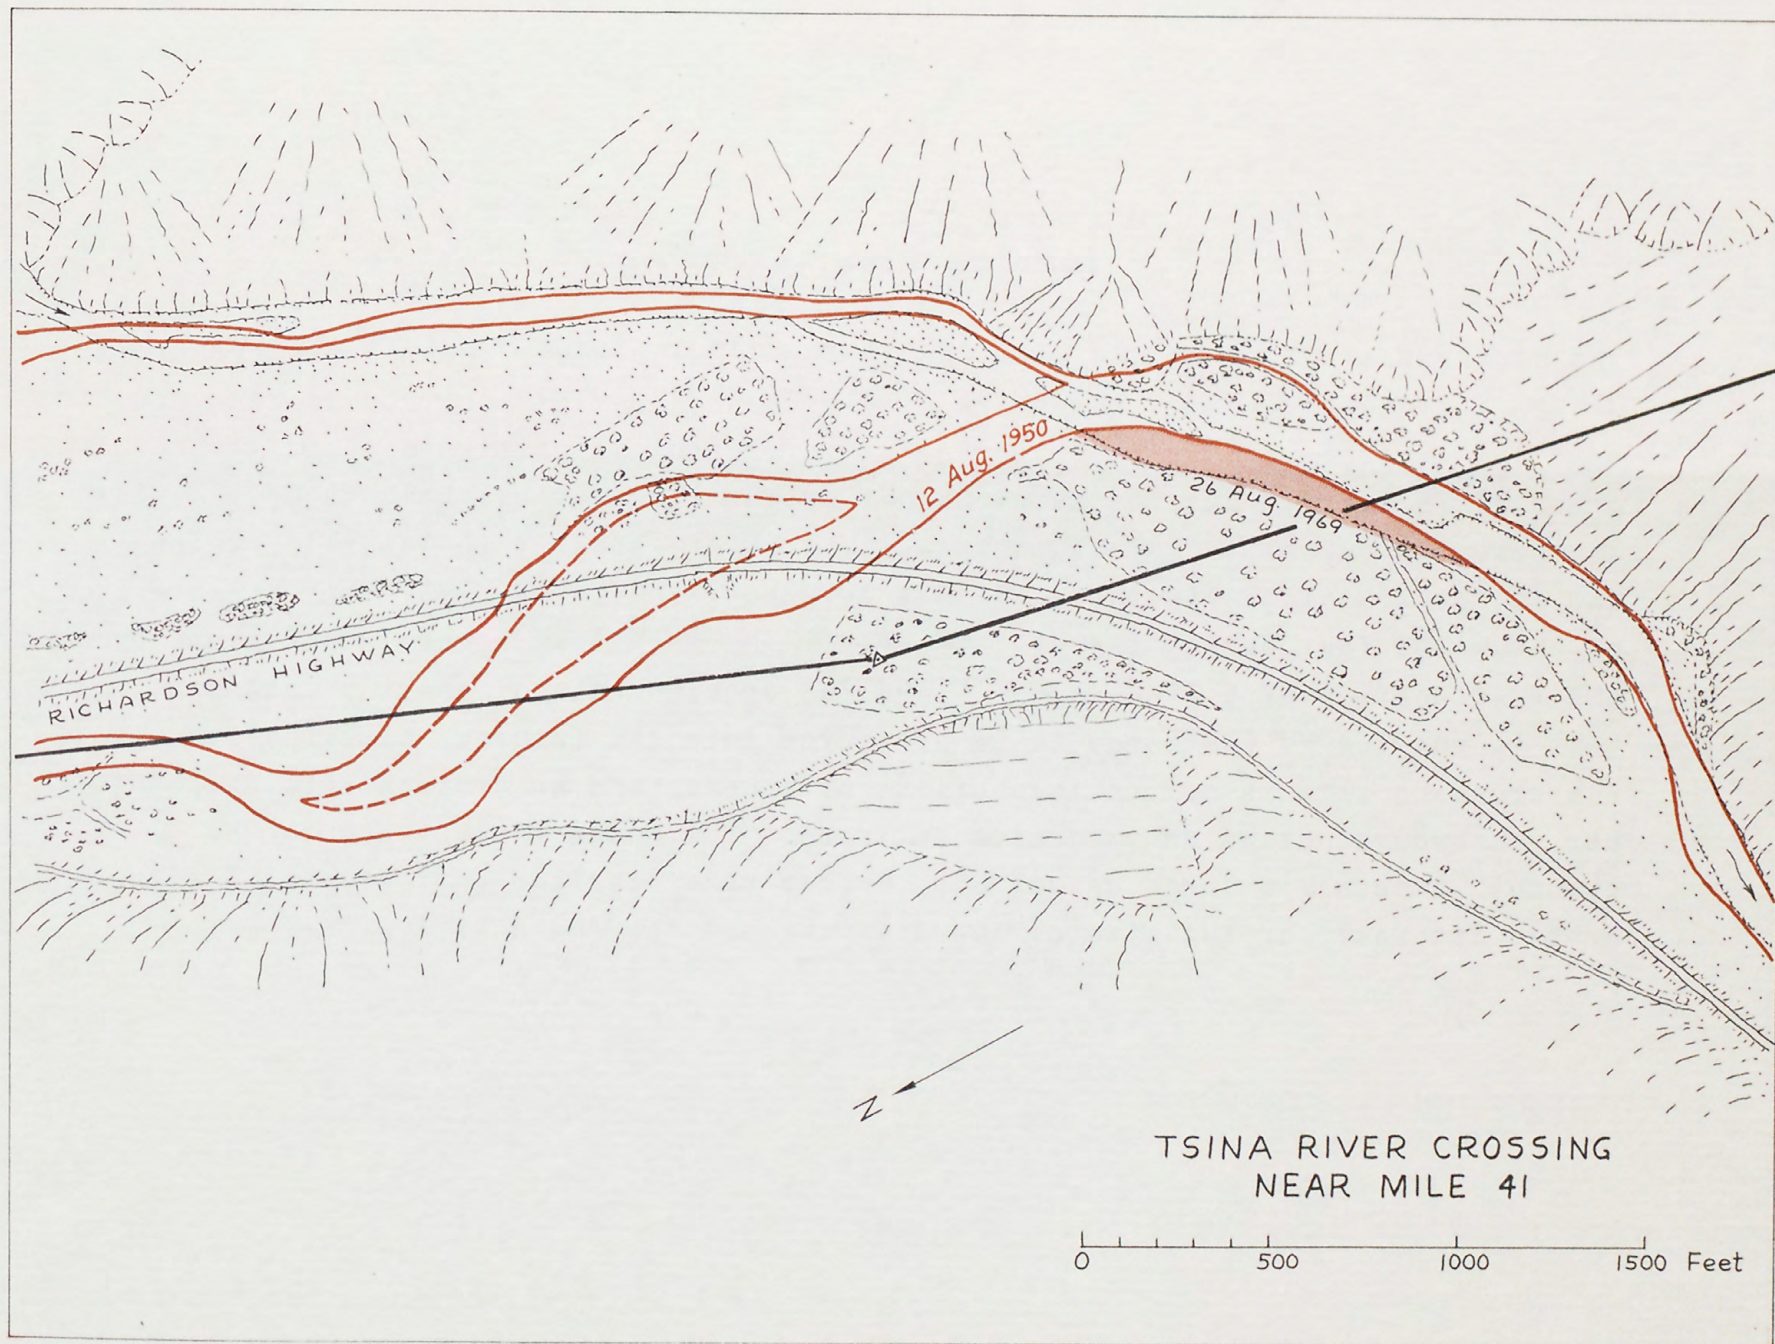 12 Aug. 1950
26 Aug. 1969
RICHARDSON HIGHWAY
N
TSINA RIVER CROSSING
NEAR MILE 41
0 500 1000 1500 Feet